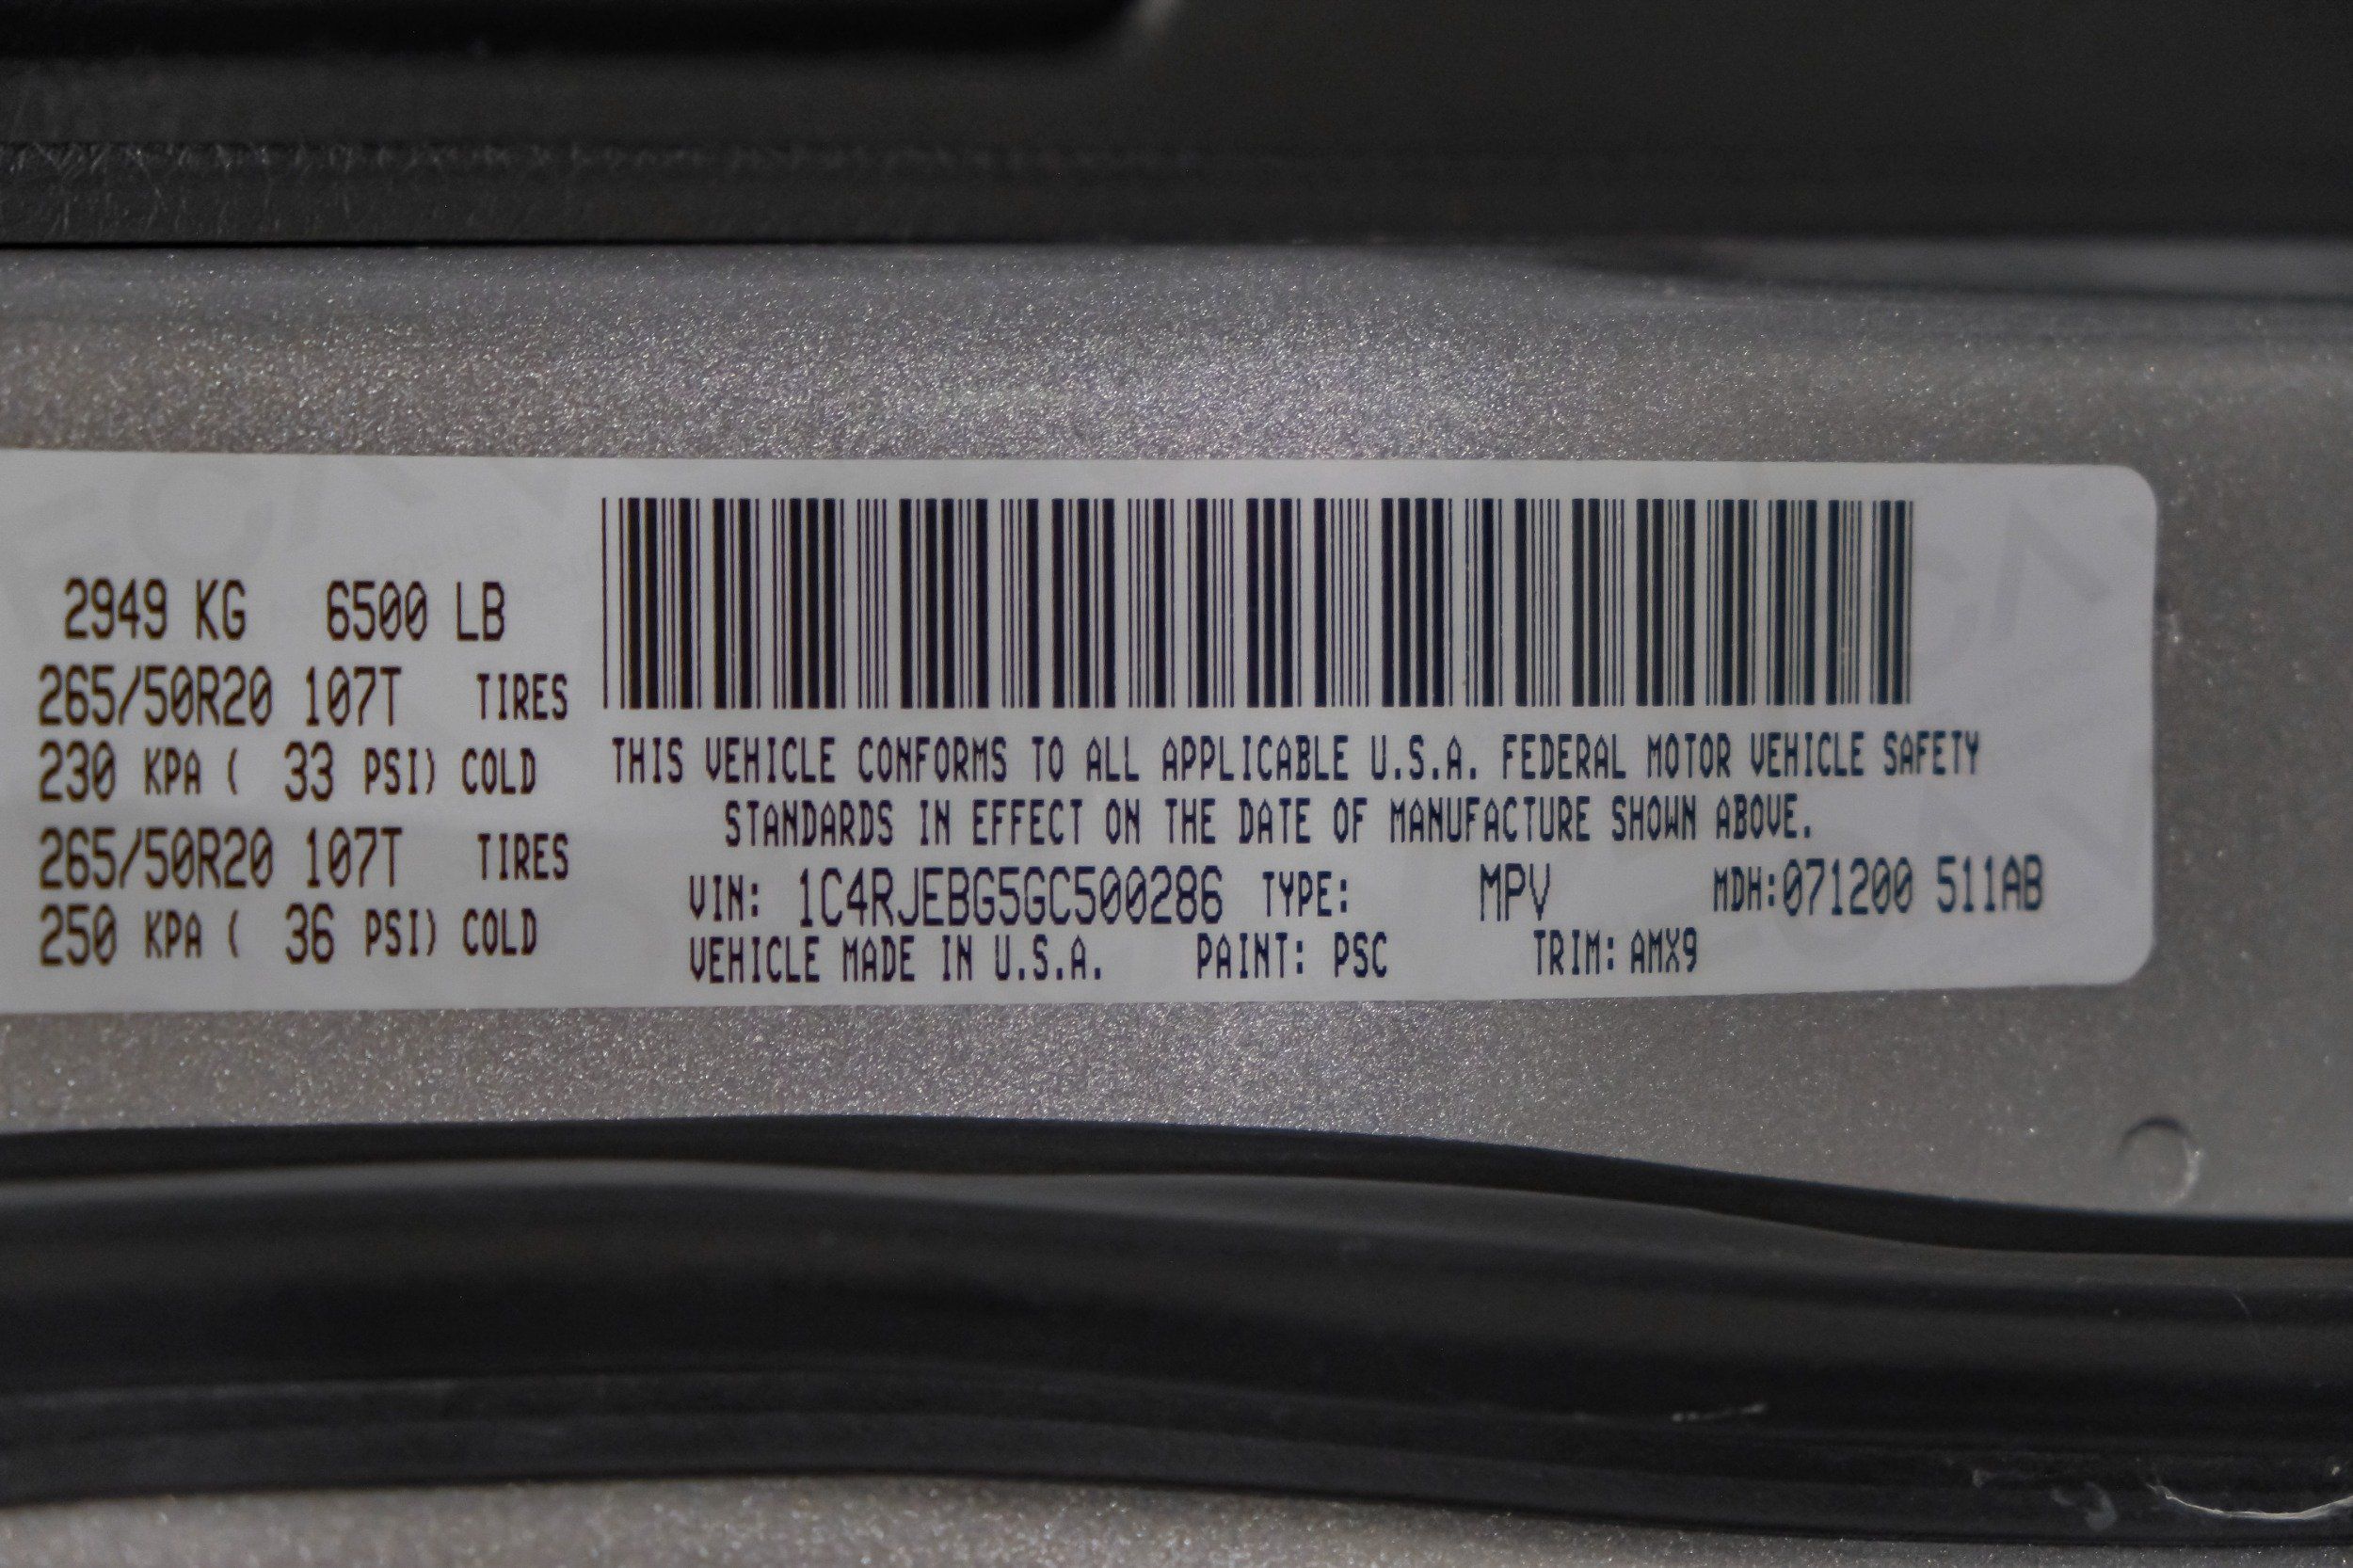 2949 KG 6500 LB
265/50R20 107T TIRES
230 KPA ( 33 PSI) COLD
265/50R20 107T TIRES
250 KPA ( 36 PSI) COLD
THIS VEHICLE CONFORMS TO ALL APPLICABLE U.S.A. FEDERAL MOTOR VEHICLE SAFETY
STANDARDS IN EFFECT ON THE DATE OF MANUFACTURE SHOWN ABOVE.
VIN: 1C4RJEBG5GC500286 TYPE: MPV MDH:071200 511AB
VEHICLE MADE IN U.S.A. PAINT: PSC TRIM: AMX9